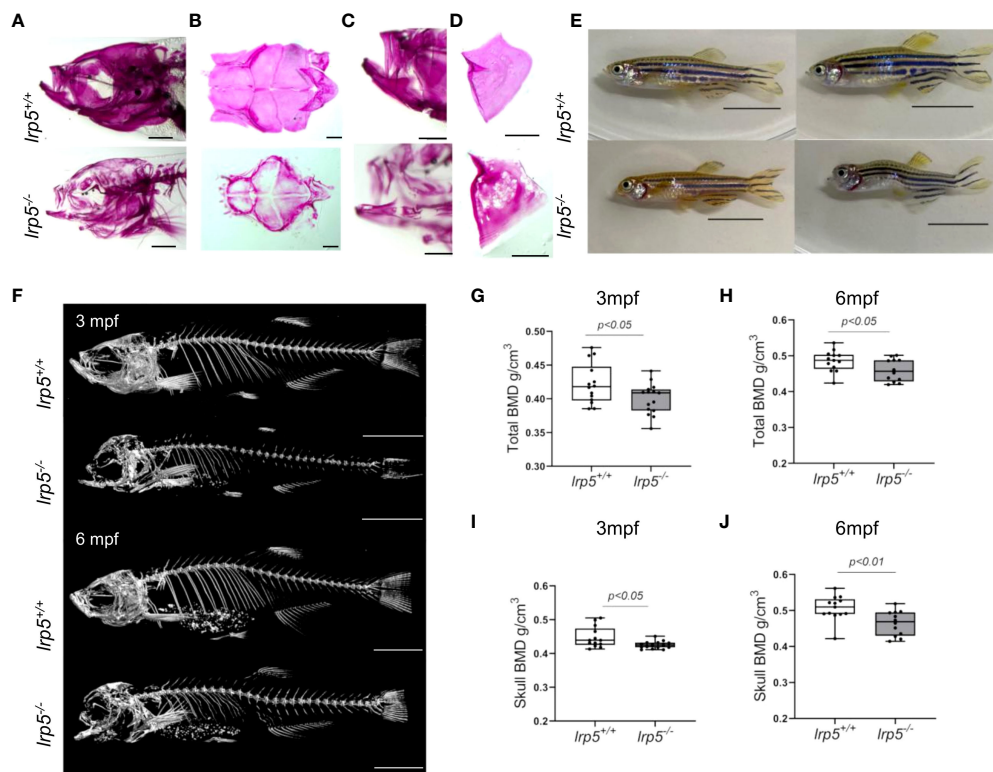 A
B
C
D
E
lrp5+/+
lrp5-/-
lrp5+/+
lrp5-/-
F
3 mpf
lrp5+/+
lrp5-/-
6 mpf
lrp5+/+
lrp5-/-
G
3mpf
p<0.05
Total BMD g/cm3
0.50
0.45
0.40
0.35
0.30
lrp5+/+
lrp5-/-
H
6mpf
p<0.05
Total BMD g/cm3
0.6
0.5
0.4
0.3
0.2
lrp5+/+
lrp5-/-
I
3mpf
p<0.05
Skull BMD g/cm3
0.6
0.5
0.4
0.3
0.2
lrp5+/+
lrp5-/-
J
6mpf
p<0.01
Skull BMD g/cm3
0.6
0.5
0.4
0.3
0.2
lrp5+/+
lrp5-/-